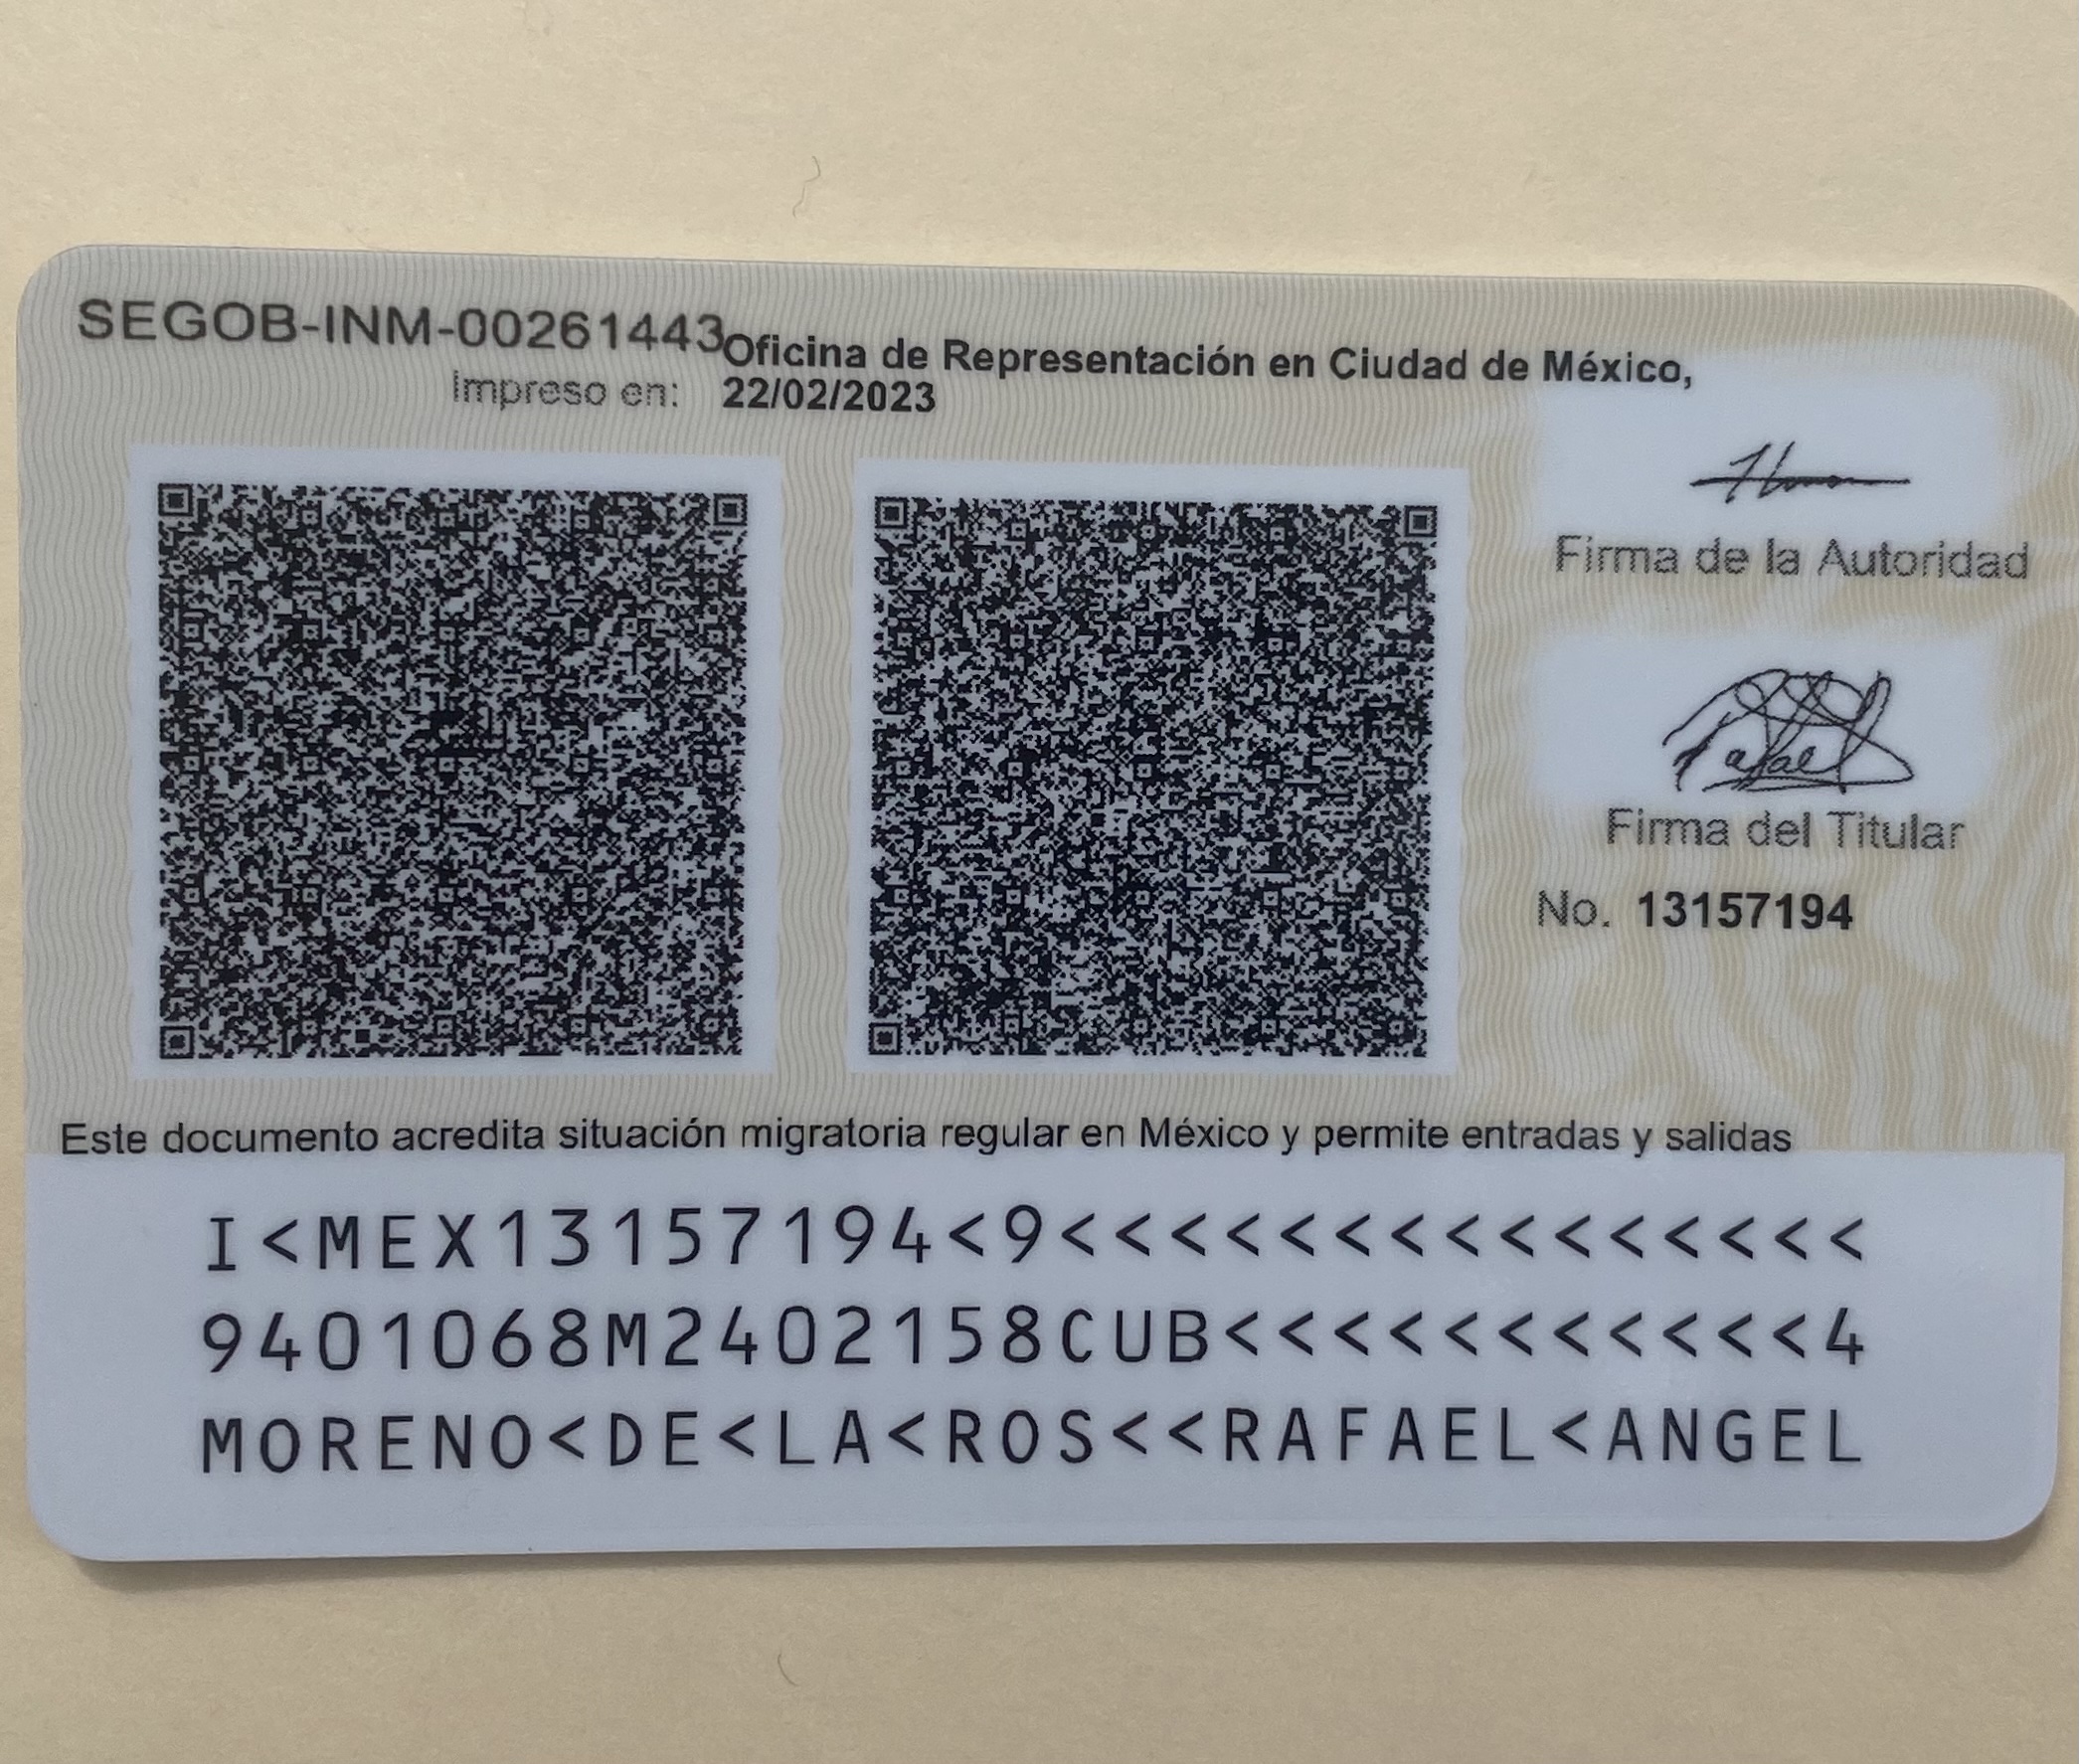 SEGOB-INM-00261443
Oficina de Representación en Ciudad de México,
Impreso en: 22/02/2023
Firma de la Autoridad
Rafael
Firma del Titular
No. 13157194
Este documento acredita situación migratoria regular en México y permite entradas y salidas
I<MEX13157194<9<<<<<<<<<<<<<<<
9401068M2402158CUB<<<<<<<<<<<4
MORENO<DE<LA<ROS<<RAFAEL<ANGEL